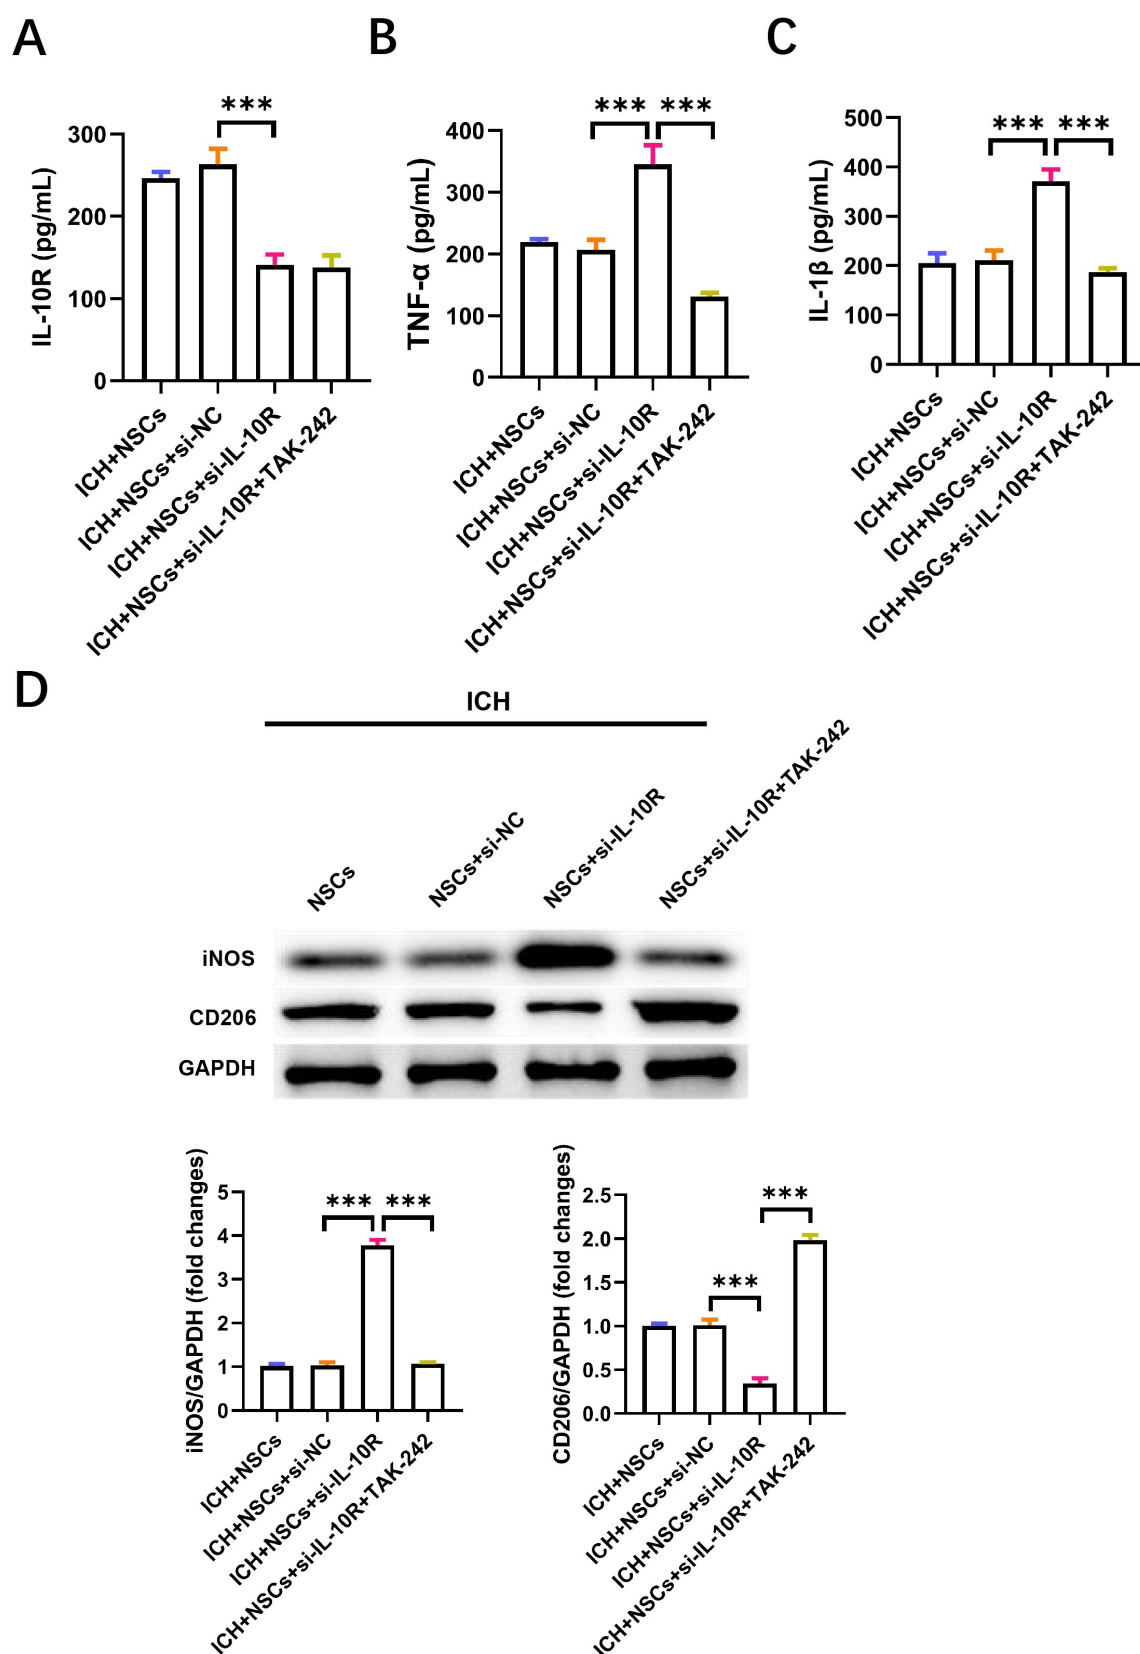 A
IL-10R (pg/mL)
300
200
100
0
***
ICH+NSCs
ICH+NSCs+si-NC
ICH+NSCs+si-IL-10R
ICH+NSCs+si-IL-10R+TAK-242
B
TNF-α (pg/mL)
400
300
200
100
0
*** ***
ICH+NSCs
ICH+NSCs+si-NC
ICH+NSCs+si-IL-10R
ICH+NSCs+si-IL-10R+TAK-242
C
IL-1β (pg/mL)
500
400
300
200
100
0
*** ***
ICH+NSCs
ICH+NSCs+si-NC
ICH+NSCs+si-IL-10R
ICH+NSCs+si-IL-10R+TAK-242
D
ICH
NSCs
NSCs+si-NC
NSCs+si-IL-10R
NSCs+si-IL-10R+TAK-242
iNOS
CD206
GAPDH
iNOS/GAPDH (fold changes)
5
4
3
2
1
0
*** ***
ICH+NSCs
ICH+NSCs+si-NC
ICH+NSCs+si-IL-10R
ICH+NSCs+si-IL-10R+TAK-242
CD206/GAPDH (fold changes)
2.5
2.0
1.5
1.0
0.5
0.0
***
***
ICH+NSCs
ICH+NSCs+si-NC
ICH+NSCs+si-IL-10R
ICH+NSCs+si-IL-10R+TAK-242